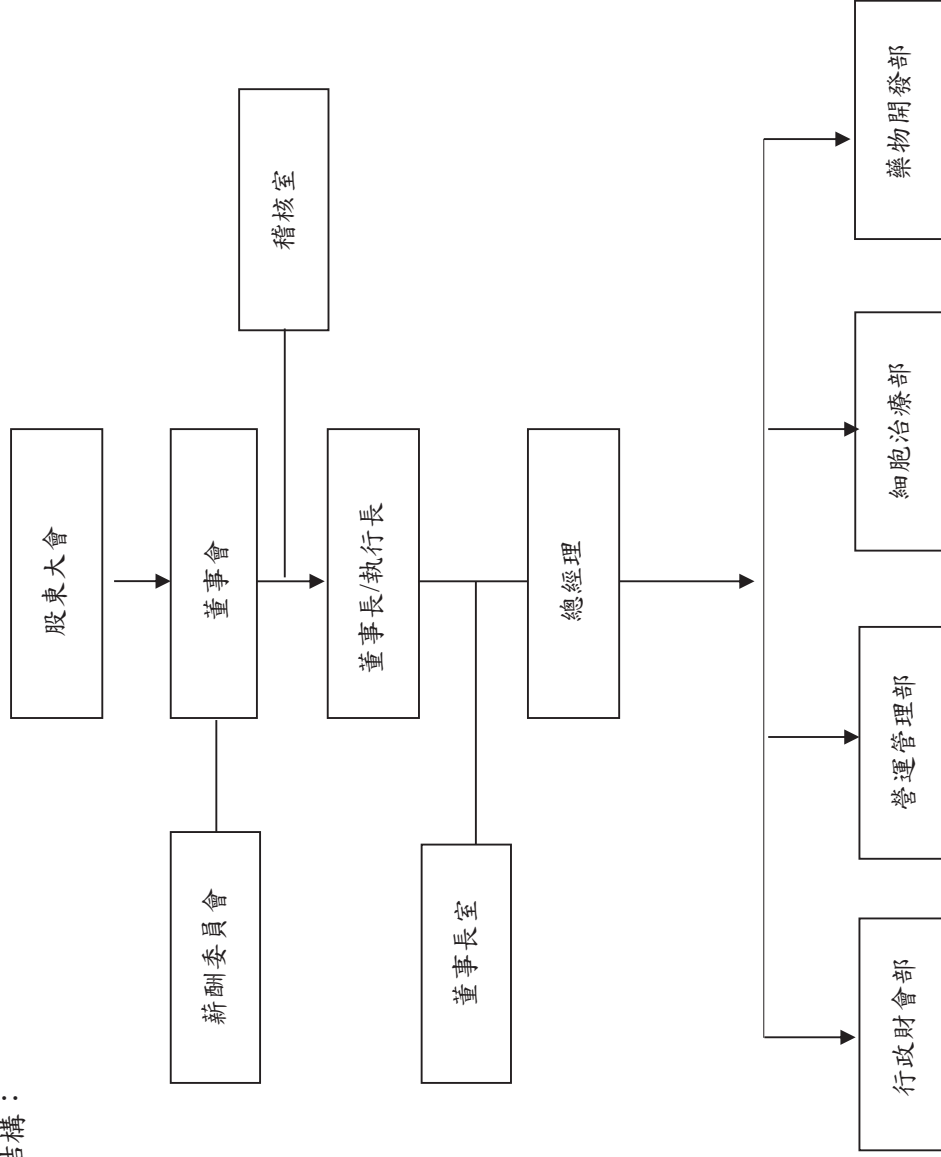 結構：
股東大會
董事會
薪酬委員會
稽核室
董事長/執行長
董事長室
總經理
行政財會部
營運管理部
細胞治療部
藥物開發部